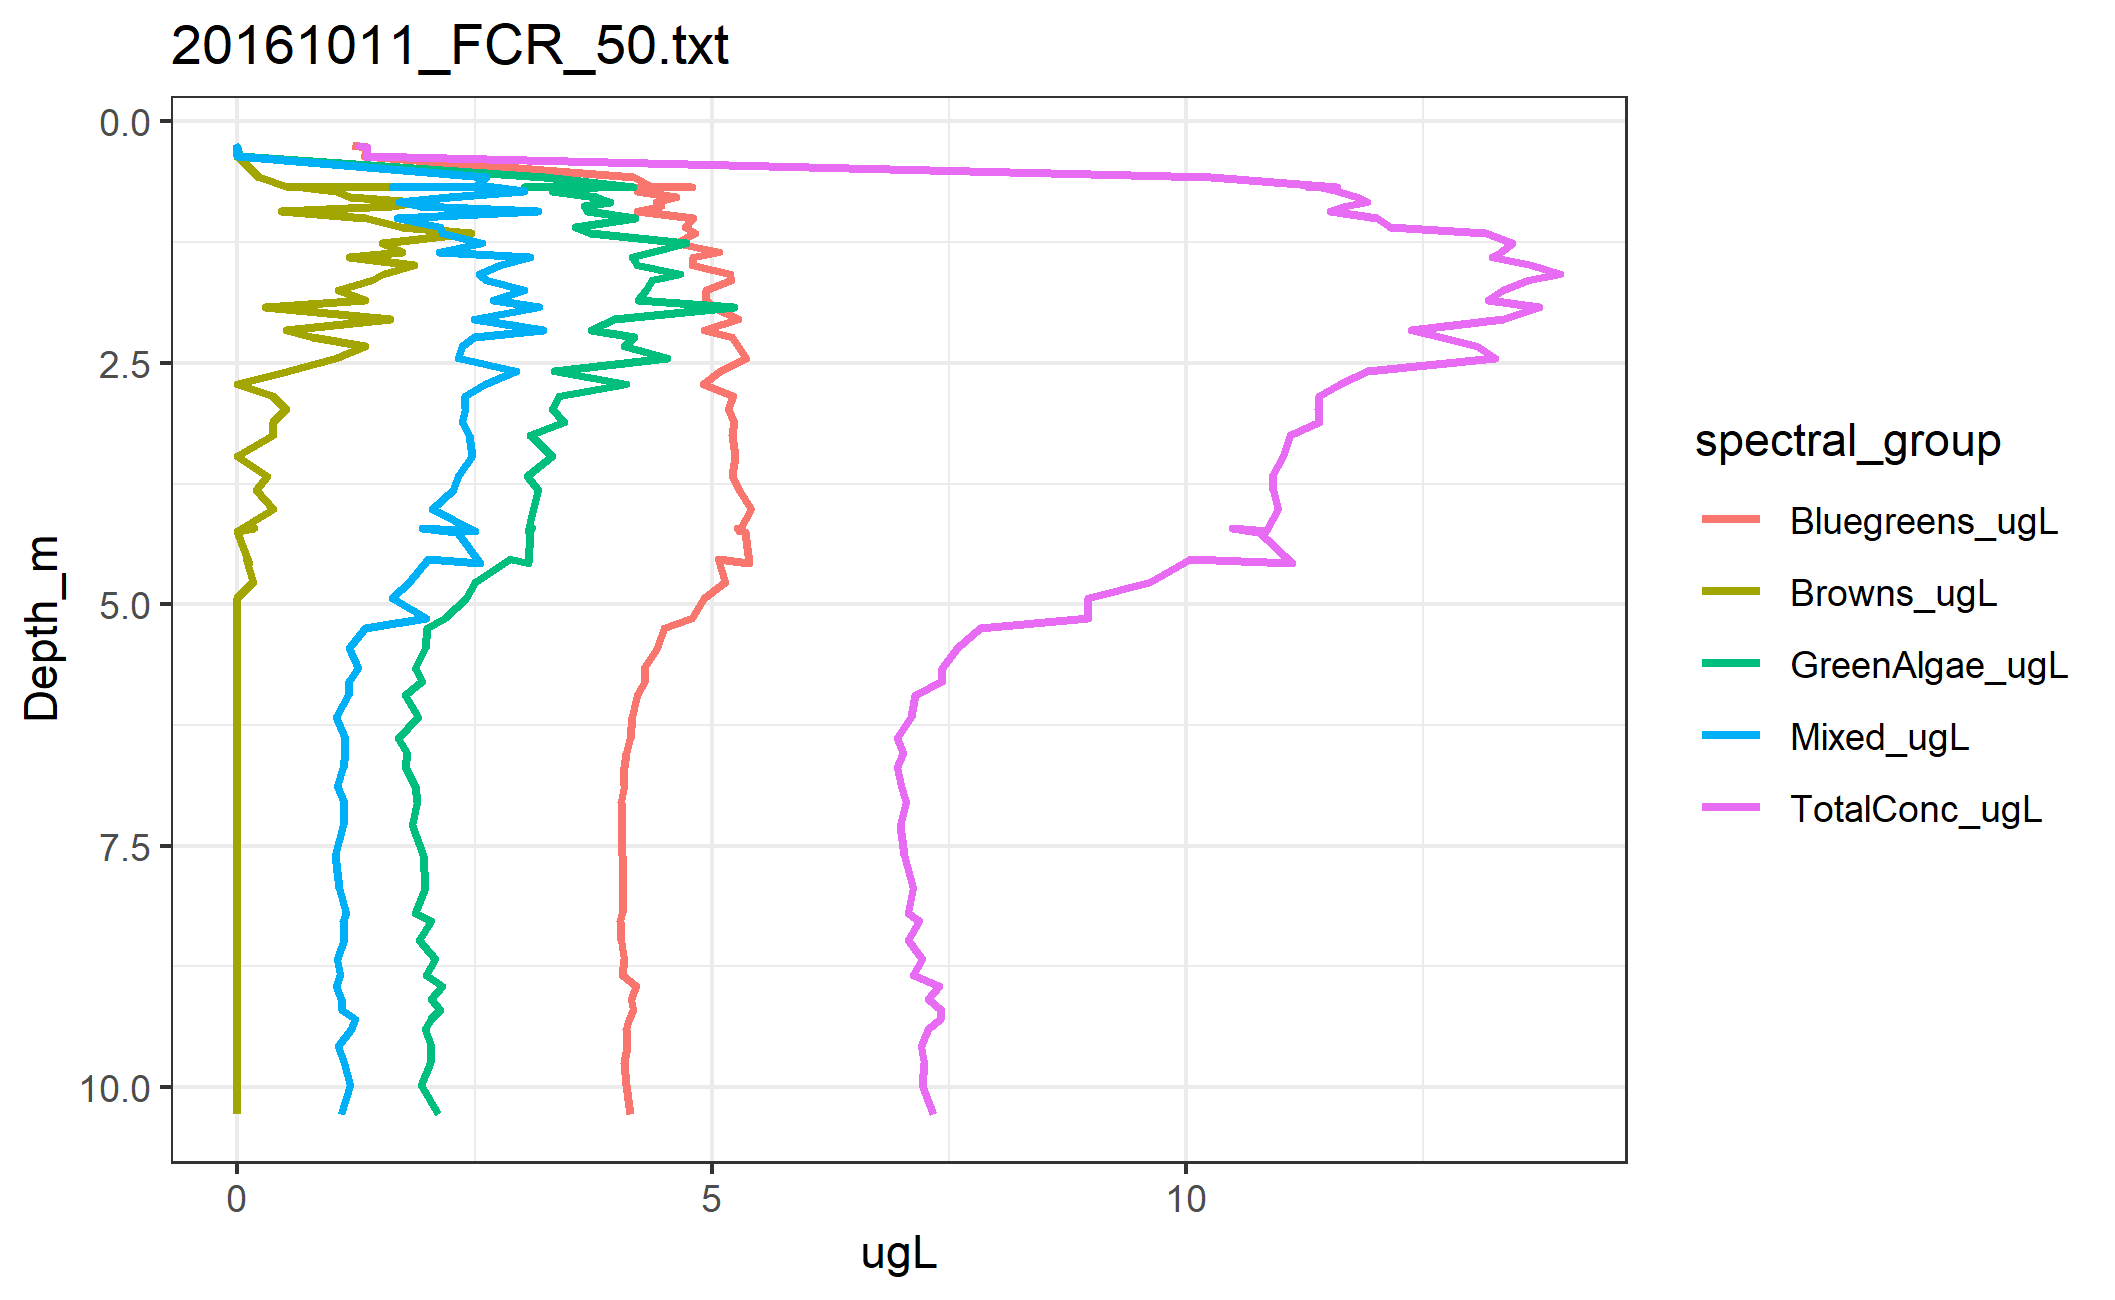 20161011_FCR_50.txt
0.0
2.5
5.0
7.5
10.0
Depth_m
0 5 10
ugL
spectral_group
Bluegreens_ugL
Browns_ugL
GreenAlgae_ugL
Mixed_ugL
TotalConc_ugL